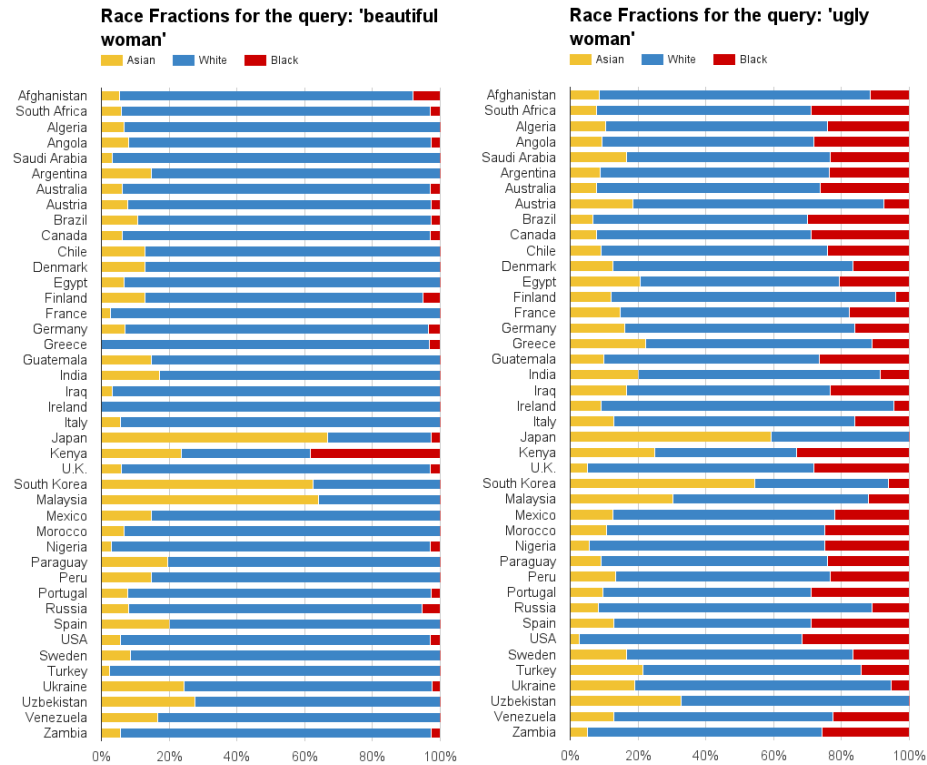 Race Fractions for the query: 'beautiful
woman'
Asian White Black
Afghanistan
South Africa
Algeria
Angola
Saudi Arabia
Argentina
Australia
Austria
Brazil
Canada
Chile
Denmark
Egypt
Finland
France
Germany
Greece
Guatemala
India
Iraq
Ireland
Italy
Japan
Kenya
U.K.
South Korea
Malaysia
Mexico
Morocco
Nigeria
Paraguay
Peru
Portugal
Russia
Spain
USA
Sweden
Turkey
Ukraine
Uzbekistan
Venezuela
Zambia
0% 20% 40% 60% 80% 100%
Race Fractions for the query: 'ugly
woman'
Asian White Black
Afghanistan
South Africa
Algeria
Angola
Saudi Arabia
Argentina
Australia
Austria
Brazil
Canada
Chile
Denmark
Egypt
Finland
France
Germany
Greece
Guatemala
India
Iraq
Ireland
Italy
Japan
Kenya
U.K.
South Korea
Malaysia
Mexico
Morocco
Nigeria
Paraguay
Peru
Portugal
Russia
Spain
USA
Sweden
Turkey
Ukraine
Uzbekistan
Venezuela
Zambia
0% 20% 40% 60% 80% 100%